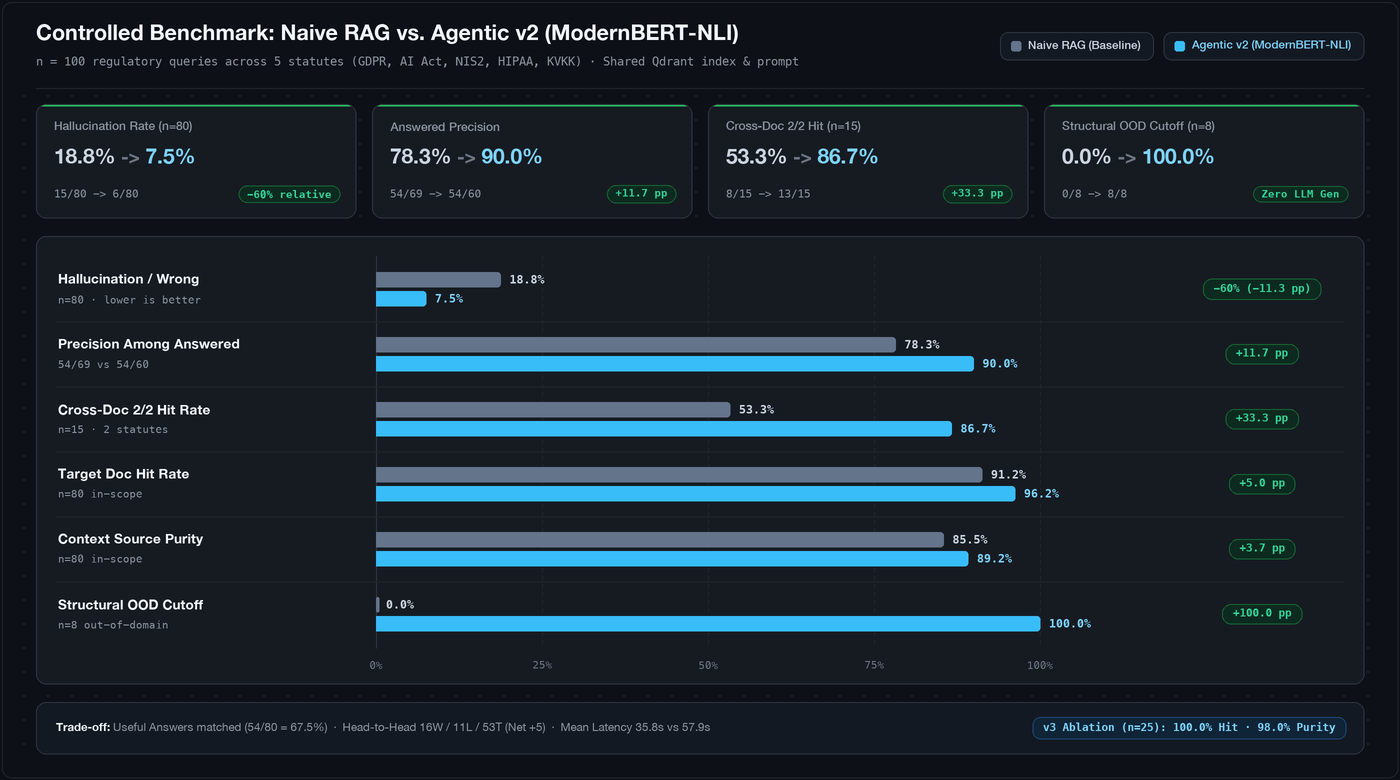 Controlled Benchmark: Naive RAG vs. Agentic v2 (ModernBERT-NLI)
n = 100 regulatory queries across 5 statutes (GDPR, AI Act, NIS2, HIPAA, KVKK) · Shared Qdrant index & prompt
Naive RAG (Baseline)
Agentic v2 (ModernBERT-NLI)
Hallucination Rate (n=80)
18.8% -> 7.5%
15/80 -> 6/80
−60% relative
Answered Precision
78.3% -> 90.0%
54/69 -> 54/60
+11.7 pp
Cross-Doc 2/2 Hit (n=15)
53.3% -> 86.7%
8/15 -> 13/15
+33.3 pp
Structural OOD Cutoff (n=8)
0.0% -> 100.0%
0/8 -> 8/8
Zero LLM Gen
Hallucination / Wrong
n=80 · lower is better
18.8%
7.5%
−60% (−11.3 pp)
Precision Among Answered
54/69 vs 54/60
78.3%
90.0%
+11.7 pp
Cross-Doc 2/2 Hit Rate
n=15 · 2 statutes
53.3%
86.7%
+33.3 pp
Target Doc Hit Rate
n=80 in-scope
91.2%
96.2%
+5.0 pp
Context Source Purity
n=80 in-scope
85.5%
89.2%
+3.7 pp
Structural OOD Cutoff
n=8 out-of-domain
0.0%
100.0%
+100.0 pp
0% 25% 50% 75% 100%
Trade-off: Useful Answers matched (54/80 = 67.5%) · Head-to-Head 16W / 11L / 53T (Net +5) · Mean Latency 35.8s vs 57.9s
v3 Ablation (n=25): 100.0% Hit · 98.0% Purity